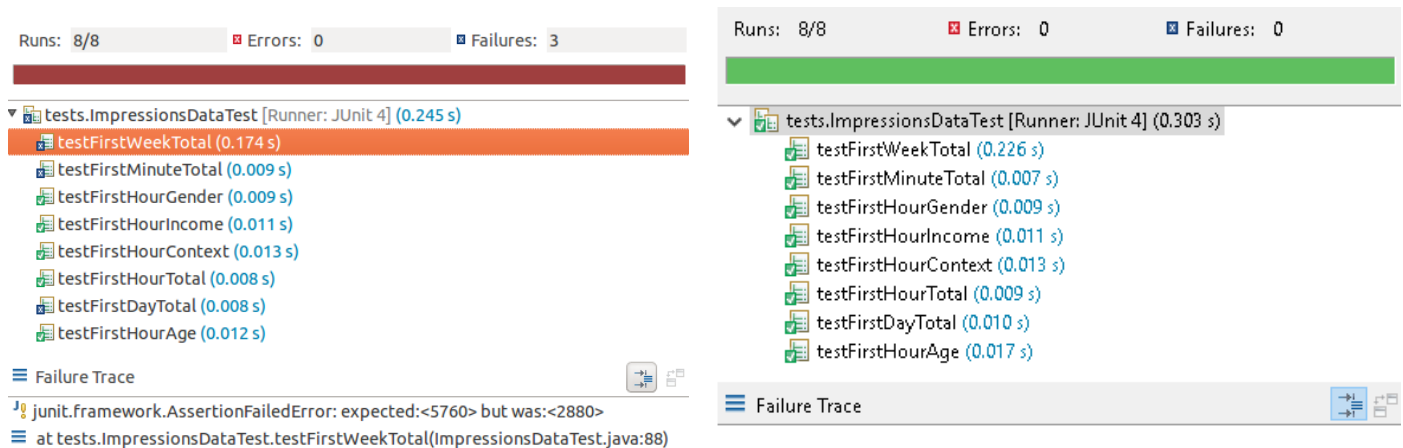 Runs: 8/8 Errors: 0 Failures: 3
tests.ImpressionsDataTest [Runner: JUnit 4] (0.245 s)
testFirstWeekTotal (0.174 s)
testFirstMinuteTotal (0.009 s)
testFirstHourGender (0.009 s)
testFirstHourIncome (0.011 s)
testFirstHourContext (0.013 s)
testFirstHourTotal (0.008 s)
testFirstDayTotal (0.008 s)
testFirstHourAge (0.012 s)
Failure Trace
junit.framework.AssertionFailedError: expected:<5760> but was:<2880>
at tests.ImpressionsDataTest.testFirstWeekTotal(ImpressionsDataTest.java:88)
Runs: 8/8 Errors: 0 Failures: 0
tests.ImpressionsDataTest [Runner: JUnit 4] (0.303 s)
testFirstWeekTotal (0.226 s)
testFirstMinuteTotal (0.007 s)
testFirstHourGender (0.009 s)
testFirstHourIncome (0.011 s)
testFirstHourContext (0.013 s)
testFirstHourTotal (0.009 s)
testFirstDayTotal (0.010 s)
testFirstHourAge (0.017 s)
Failure Trace